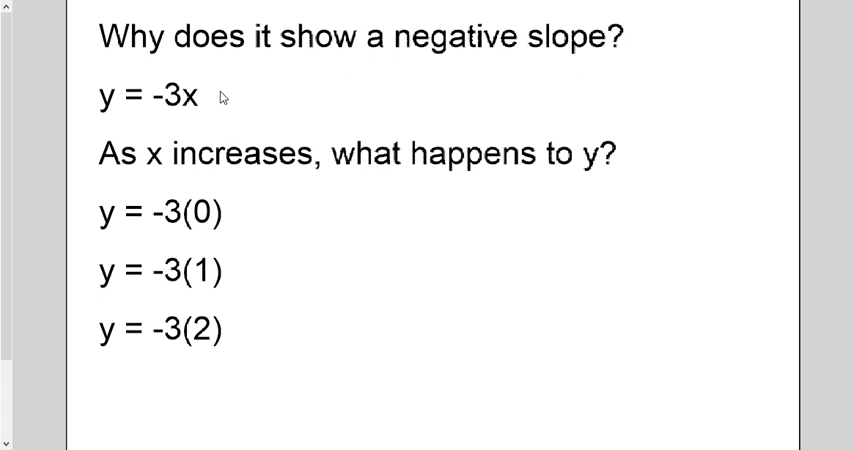 Why does it show a negative slope?
y = -3x
As x increases, what happens to y?
y = -3(0)
y = -3(1)
y = -3(2)